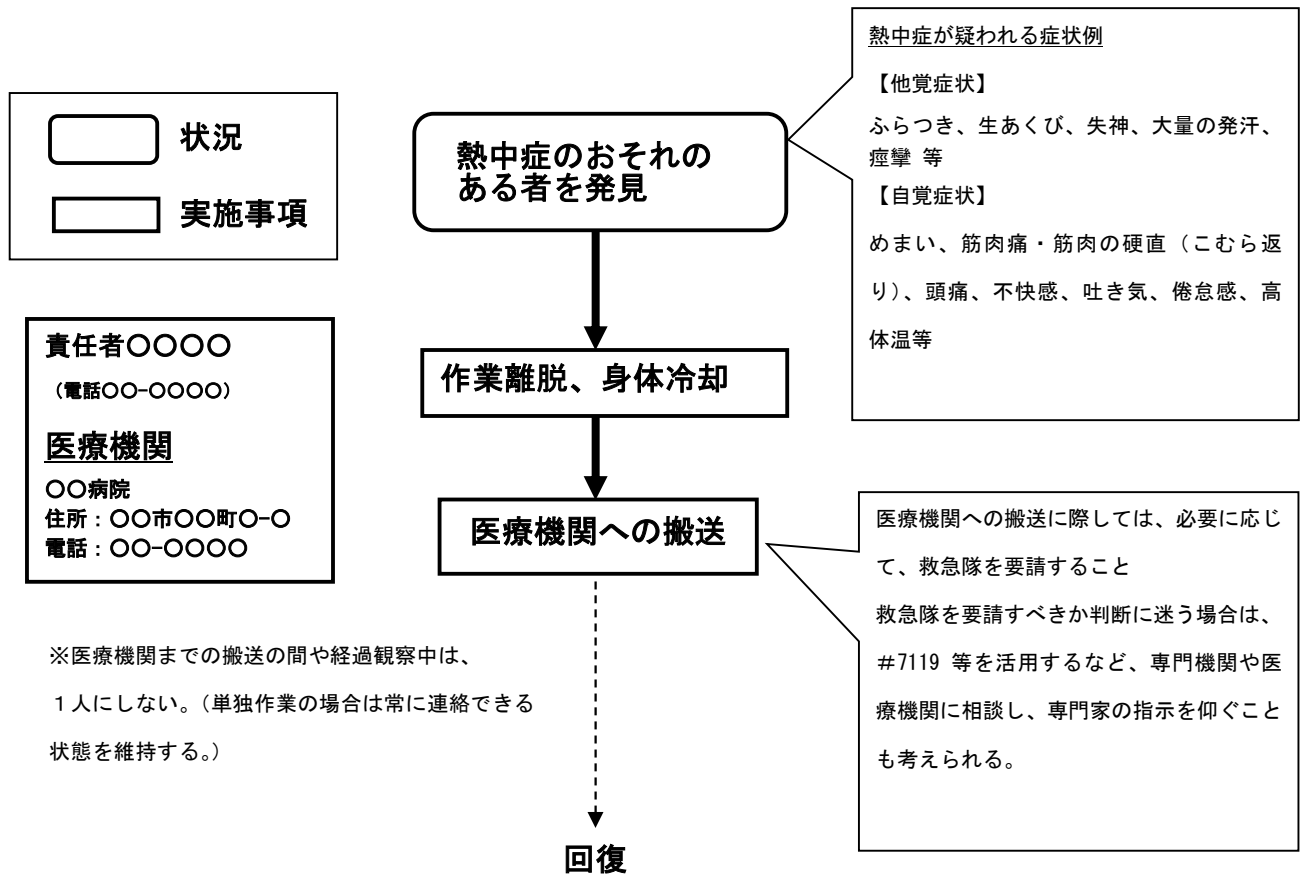 状況
実施事項
責任者〇〇〇〇
（電話〇〇-〇〇〇〇）
医療機関
〇〇病院
住所：〇〇市〇〇町〇-〇
電話：〇〇-〇〇〇〇
熱中症のおそれの
ある者を発見
作業離脱、身体冷却
医療機関への搬送
回復
熱中症が疑われる症状例
【他覚症状】
ふらつき、生あくび、失神、大量の発汗、
痙攣 等
【自覚症状】
めまい、筋肉痛・筋肉の硬直（こむら返
り）、頭痛、不快感、吐き気、倦怠感、高
体温等
医療機関への搬送に際しては、必要に応じ
て、救急隊を要請すること
救急隊を要請すべきか判断に迷う場合は、
＃7119 等を活用するなど、専門機関や医
療機関に相談し、専門家の指示を仰ぐこと
も考えられる。
※医療機関までの搬送の間や経過観察中は、
１人にしない。（単独作業の場合は常に連絡できる
状態を維持する。）